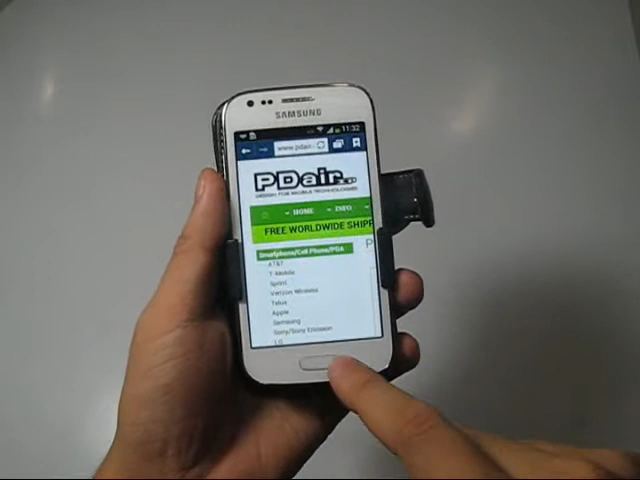 SAMSUNG
11:32
www.pdair.
PDair
DESIGN FOR MOBILE TECHNOLOGIES
HOME
INFO
FREE WORLDWIDE SHIPP
Smartphone/Cell Phone/PDA
P
AT&T
T-Mobile
Sprint
Verizon Wireless
Telus
Apple
Samsung
Sony/Sony Ericsson
LG